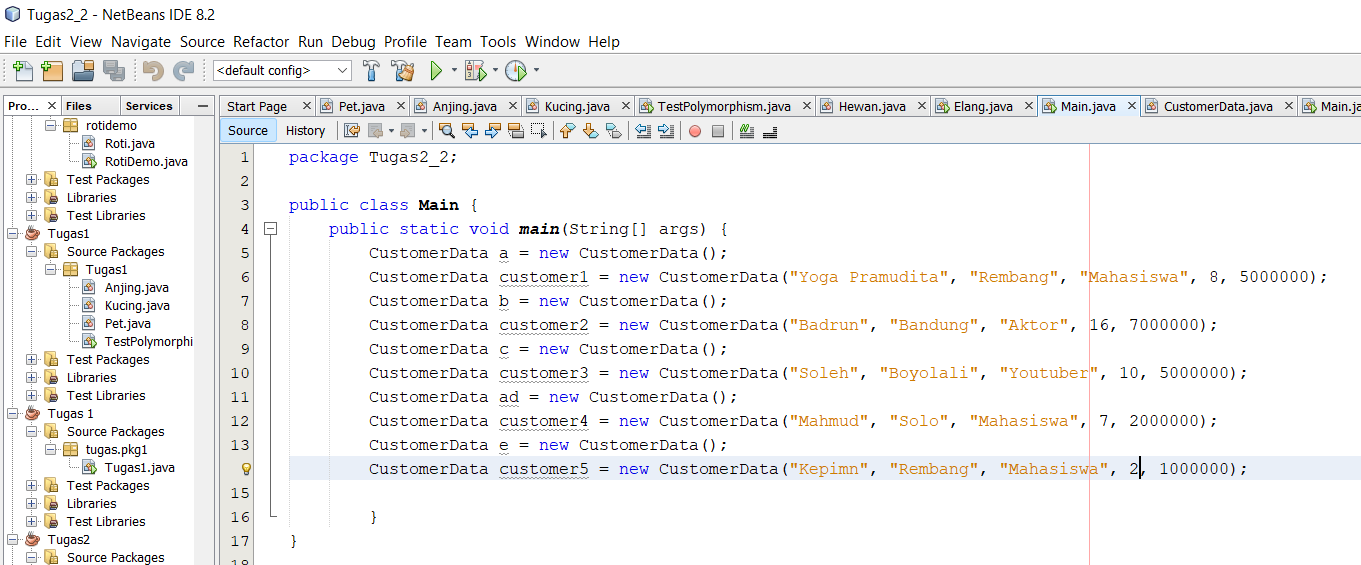 Tugas2_2 - NetBeans IDE 8.2
File Edit View Navigate Source Refactor Run Debug Profile Team Tools Window Help
<default config>
Pro... Files Services
rotidemo
Roti.java
RotiDemo.java
Test Packages
Libraries
Test Libraries
Tugas1
Source Packages
Tugas1
Anjing.java
Kucing.java
Pet.java
TestPolymorphi
Test Packages
Libraries
Test Libraries
Tugas 1
Source Packages
tugas.pkg1
Tugas1.java
Test Packages
Libraries
Test Libraries
Tugas2
Source Packages
Start Page Pet.java Anjing.java Kucing.java TestPolymorphism.java Hewan.java Elang.java Main.java CustomerData.java Main.ja
Source History
1 package Tugas2_2;
2
3 public class Main {
4 public static void main(String[] args) {
5 CustomerData a = new CustomerData();
6 CustomerData customer1 = new CustomerData("Yoga Pramudita", "Rembang", "Mahasiswa", 8, 5000000);
7 CustomerData b = new CustomerData();
8 CustomerData customer2 = new CustomerData("Badrun", "Bandung", "Aktor", 16, 7000000);
9 CustomerData c = new CustomerData();
10 CustomerData customer3 = new CustomerData("Soleh", "Boyolali", "Youtuber", 10, 5000000);
11 CustomerData ad = new CustomerData();
12 CustomerData customer4 = new CustomerData("Mahmud", "Solo", "Mahasiswa", 7, 2000000);
13 CustomerData e = new CustomerData();
CustomerData customer5 = new CustomerData("Kepimn", "Rembang", "Mahasiswa", 2, 1000000);
15
16 }
17 }
18